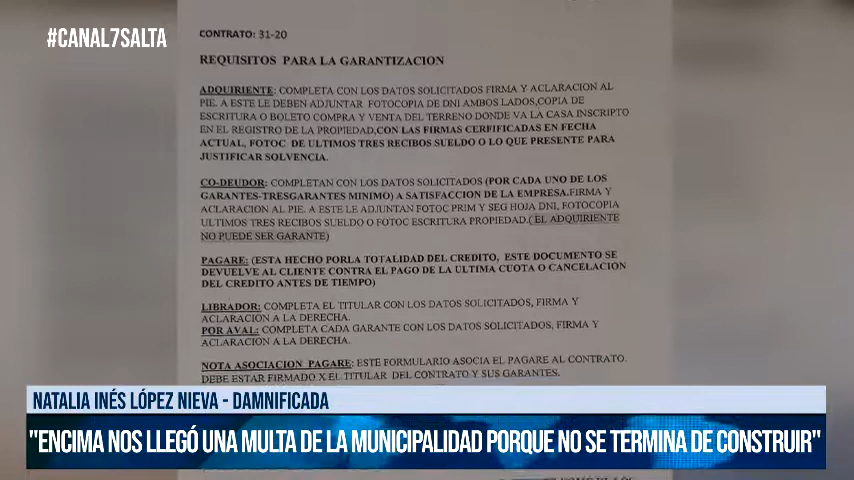 #CANAL7SALTA
CONTRATO: 31-20
REQUISITOS PARA LA GARANTIZACION
ADQUIRIENTE: COMPLETA CON LOS DATOS SOLICITADOS FIRMA Y ACLARACION AL
PIE. A ESTE LE DEBEN ADJUNTAR FOTOCOPIA DE DNI AMBOS LADOS,COPIA DE
ESCRITURA O BOLETO COMPRA Y VENTA DEL TERRENO DONDE VA LA CASA INSCRIPTO
EN EL REGISTRO DE LA PROPIEDAD,CON LAS FIRMAS CERFIFICADAS EN FECHA
ACTUAL, FOTOC DE ULTIMOS TRES RECIBOS SUELDO O LO QUE PRESENTE PARA
JUSTIFICAR SOLVENCIA.
CO-DEUDOR: COMPLETAN CON LOS DATOS SOLICITADOS (POR CADA UNO DE LOS
GARANTES-TRESGARANTES MINIMO) A SATISFACCION DE LA EMPRESA.FIRMA Y
ACLARACION AL PIE. A ESTE LE ADJUNTAN FOTOC PRIM Y SEG HOJA DNI, FOTOCOPIA
ULTIMOS TRES RECIBOS SUELDO O FOTOC ESCRITURA PROPIEDAD.( EL ADQUIRIENTE
NO PUEDE SER GARANTE)
PAGARE: (ESTA HECHO PORLA TOTALIDAD DEL CREDITO, ESTE DOCUMENTO SE
DEVUELVE AL CLIENTE CONTRA EL PAGO DE LA ULTIMA CUOTA O CANCELACION
DEL CREDITO ANTES DE TIEMPO)
LIBRADOR: COMPLETA EL TITULAR CON LOS DATOS SOLICITADOS, FIRMA Y
ACLARACION A LA DERECHA.
POR AVAL: COMPLETA CADA GARANTE CON LOS DATOS SOLICITADOS, FIRMA Y
ACLARACION A LA DERECHA.
NOTA ASOCIACION PAGARE: ESTE FORMULARIO ASOCIA EL PAGARE AL CONTRATO.
DEBE ESTAR FIRMADO X EL TITULAR DEL CONTRATO Y SUS GARANTES.
NATALIA INÉS LÓPEZ NIEVA - DAMNIFICADA
"ENCIMA NOS LLEGÓ UNA MULTA DE LA MUNICIPALIDAD PORQUE NO SE TERMINA DE CONSTRUIR"